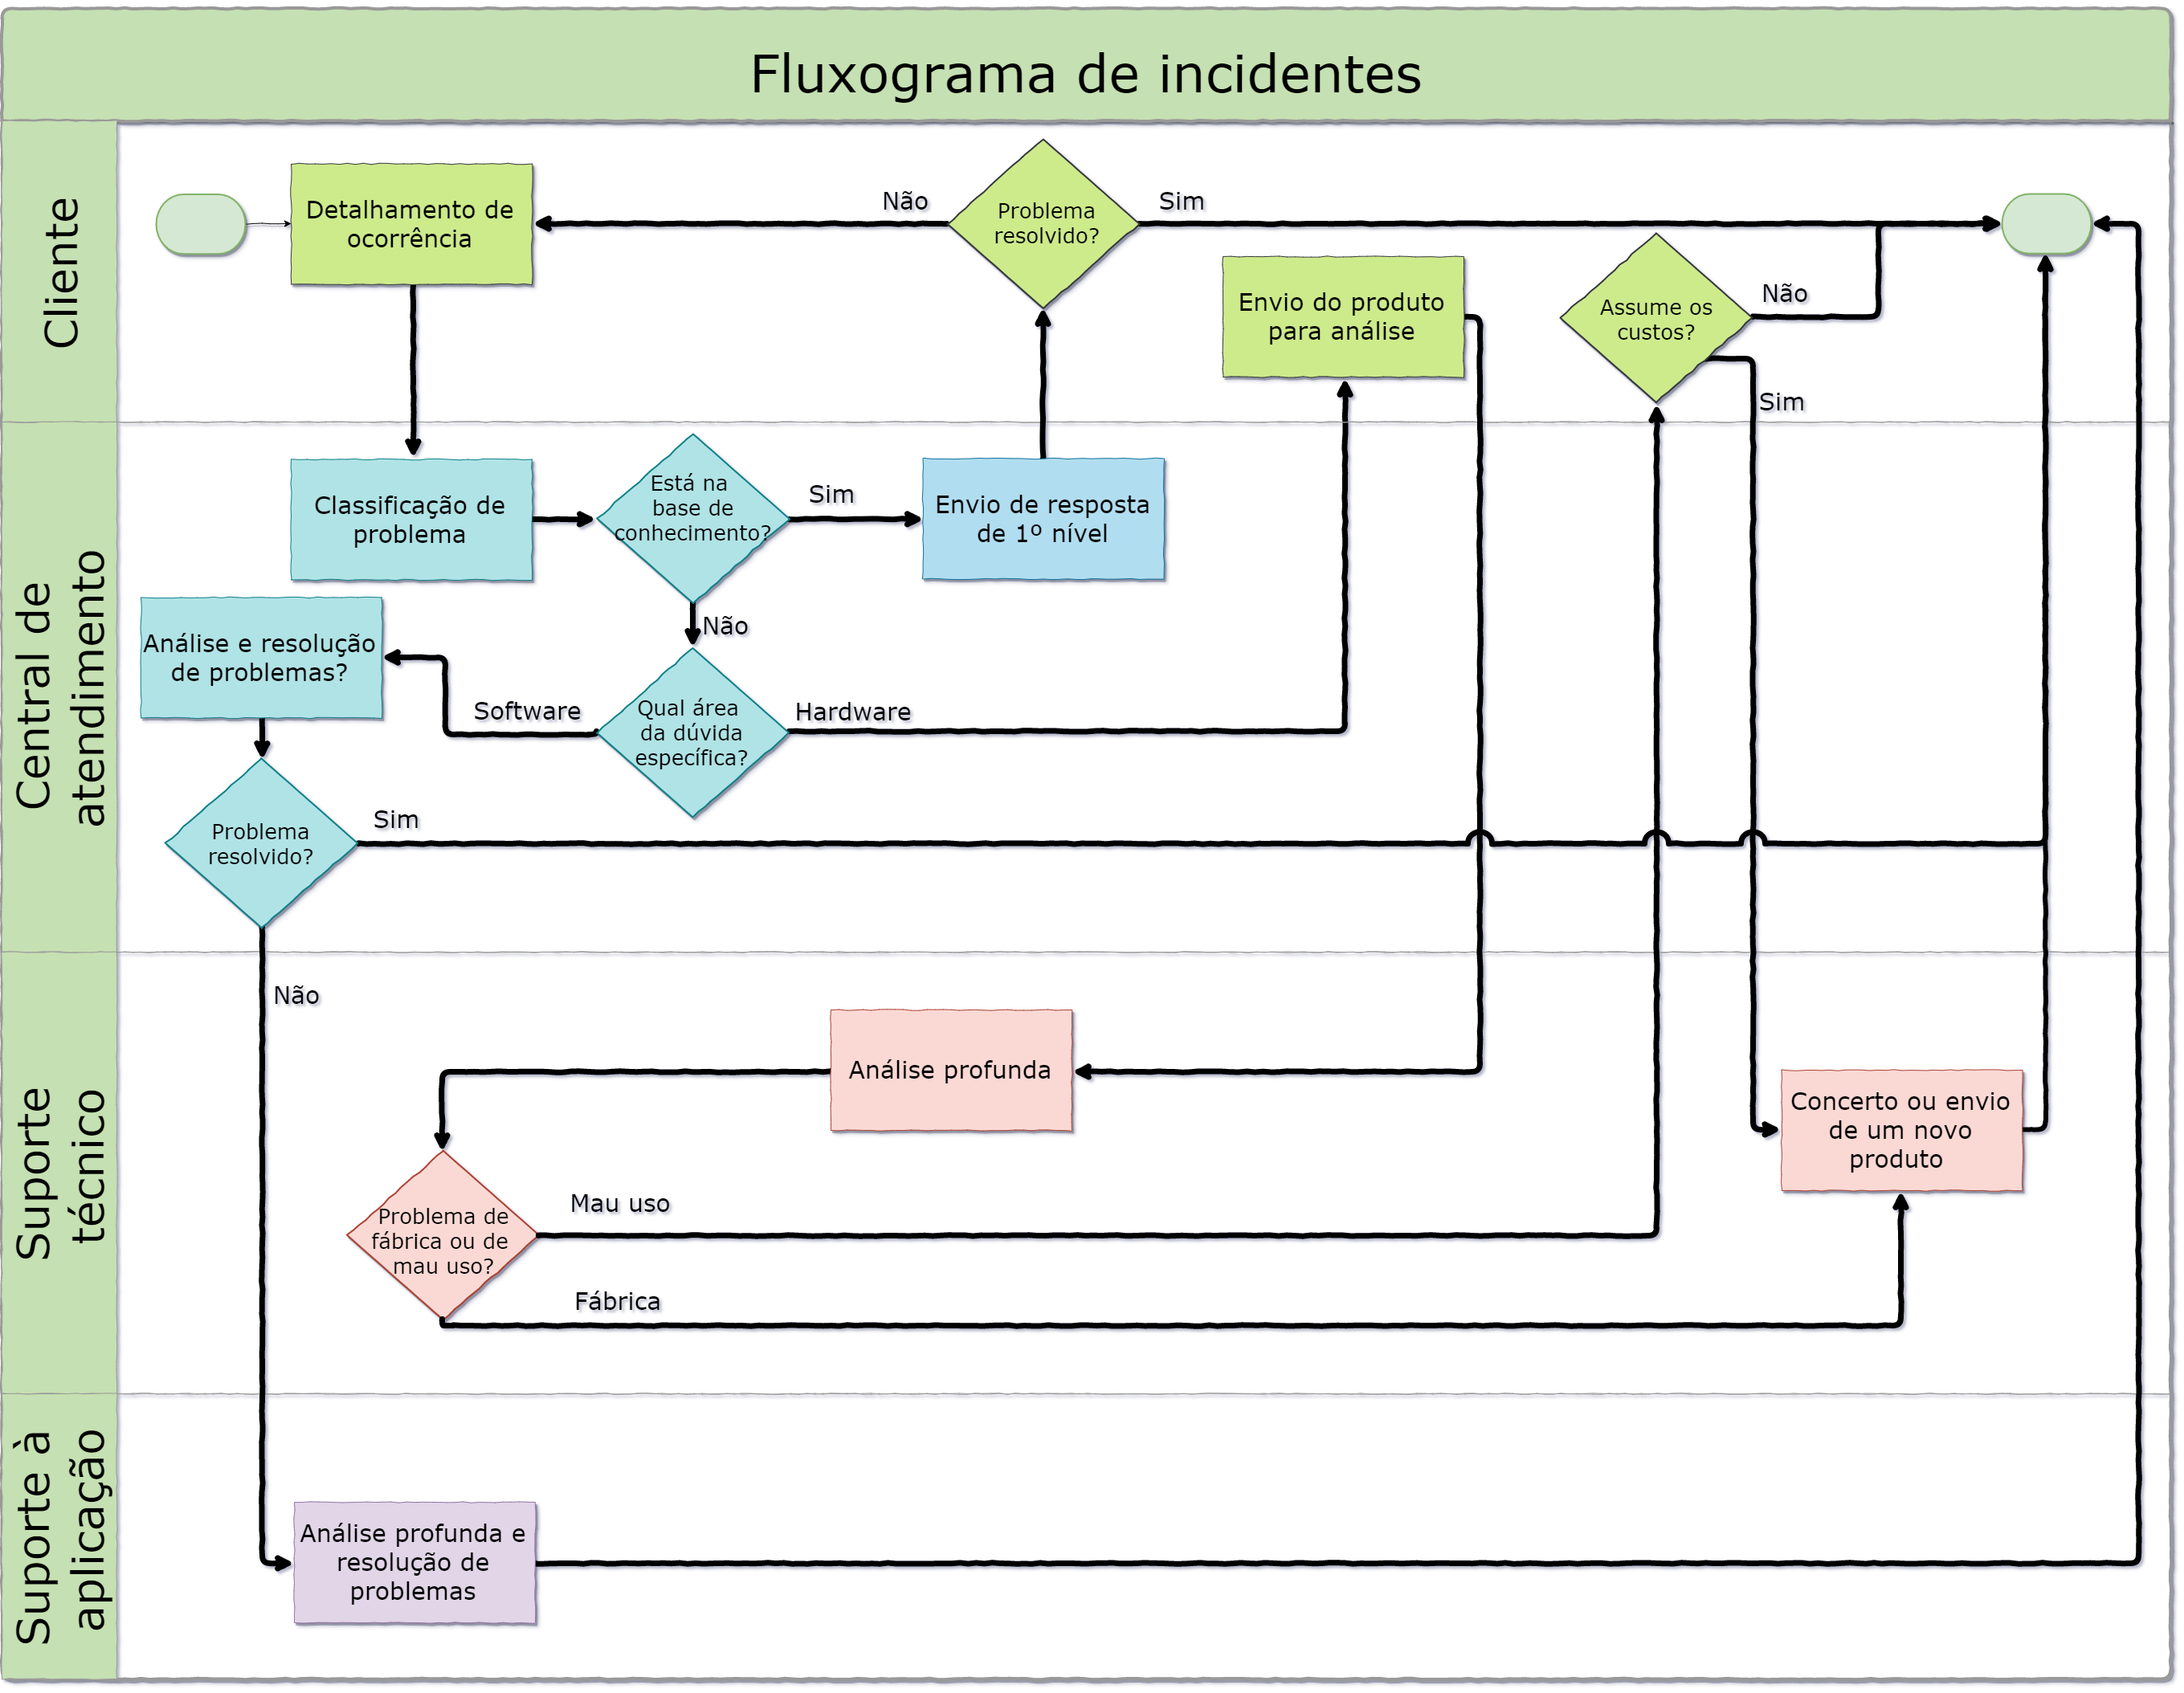 Fluxograma de incidentes
Cliente
Detalhamento de
ocorrência
Não
Problema
resolvido?
Sim
Envio do produto
para análise
Assume os
custos?
Não
Sim
Central de
atendimento
Classificação de
problema
Está na
base de
conhecimento?
Sim
Envio de resposta
de 1º nível
Não
Análise e resolução
de problemas?
Software
Qual área
da dúvida
específica?
Hardware
Problema
resolvido?
Sim
Suporte
técnico
Não
Análise profunda
Concerto ou envio
de um novo
produto
Problema de
fábrica ou de
mau uso?
Mau uso
Fábrica
Suporte à
aplicação
Análise profunda e
resolução de
problemas